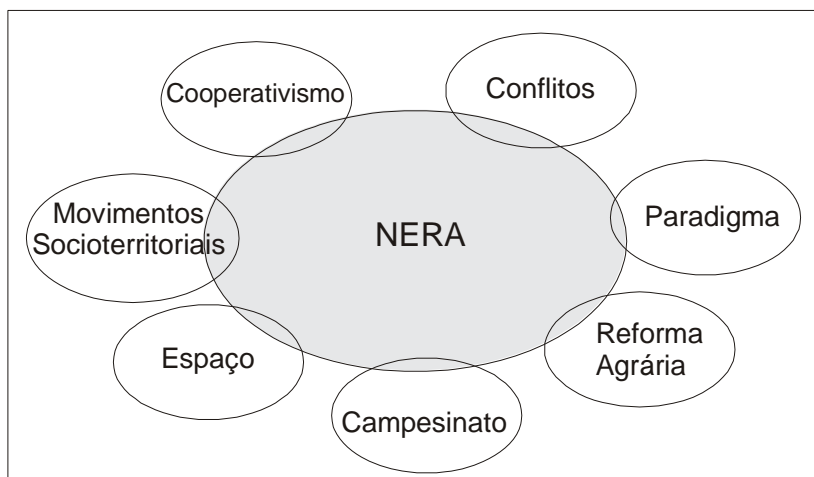 Cooperativismo
Conflitos
Movimentos
Socioterritoriais
NERA
Paradigma
Espaço
Reforma
Agrária
Campesinato